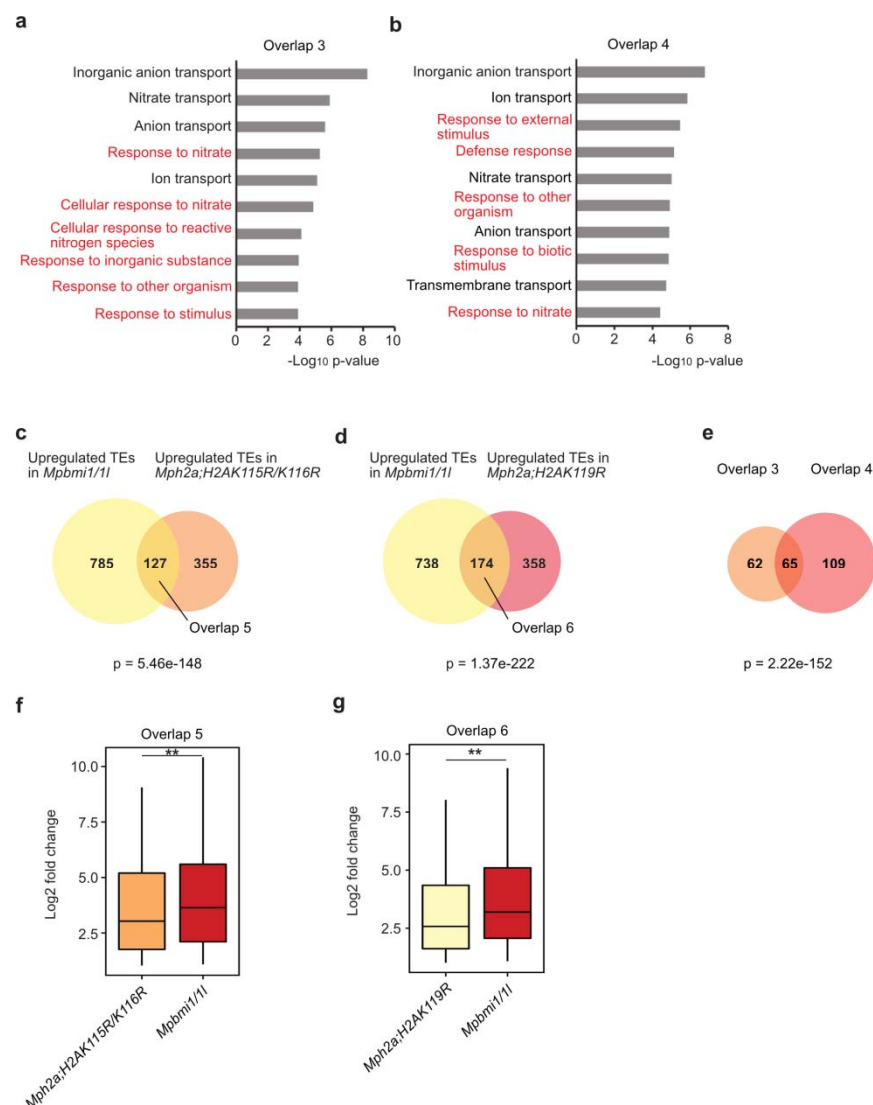 a
Overlap 3
Inorganic anion transport
Nitrate transport
Anion transport
Response to nitrate
Ion transport
Cellular response to nitrate
Cellular response to reactive
nitrogen species
Response to inorganic substance
Response to other organism
Response to stimulus
0 2 4 6 8 10
-Log10 p-value
b
Overlap 4
Inorganic anion transport
Ion transport
Response to external
stimulus
Defense response
Nitrate transport
Response to other
organism
Anion transport
Response to biotic
stimulus
Transmembrane transport
Response to nitrate
0 2 4 6 8
-Log10 p-value
c
Upregulated TEs
in Mpbmi1/1l
Upregulated TEs in
Mph2a;H2AK115R/K116R
785 127 355
Overlap 5
p = 5.46e-148
d
Upregulated TEs
in Mpbmi1/1l
Upregulated TEs in
Mph2a;H2AK119R
738 174 358
Overlap 6
p = 1.37e-222
e
Overlap 3
Overlap 4
62 65 109
p = 2.22e-152
f
Overlap 5
**
10.0
7.5
5.0
2.5
Log2 fold change
Mph2a;H2AK115R/K116R
Mpbmi1/1l
g
Overlap 6
**
10.0
7.5
5.0
2.5
Log2 fold change
Mph2a;H2AK119R
Mpbmi1/1l